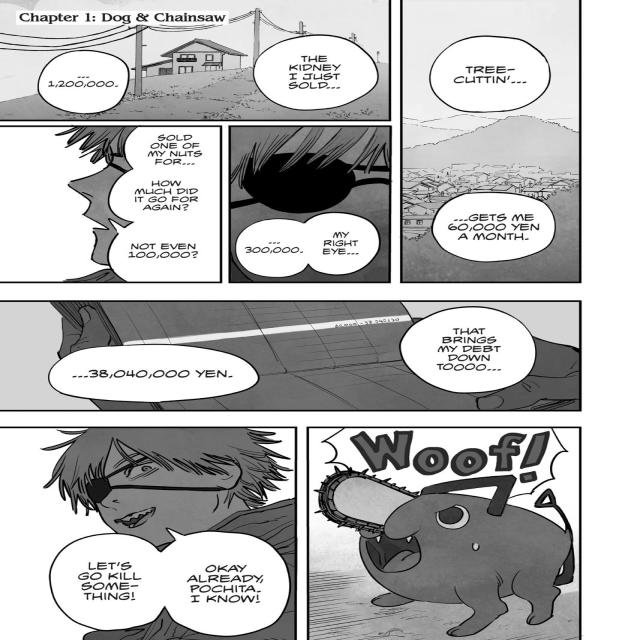 Chapter 1: Dog & Chainsaw
TREE-
CUTTIN'...
...GETS ME
60,000 YEN
A MONTH.
THE
KIDNEY
I JUST
SOLD...
...
1,200,000.
MY
RIGHT
EYE...
...
300,000.
SOLD
ONE OF
MY NUTS
FOR...
HOW
MUCH DID
IT GO FOR
AGAIN?
NOT EVEN
100,000?
THAT
BRINGS
MY DEBT
DOWN
TOOOO...
...38,040,000 YEN.
Woof!
OKAY
ALREADY,
POCHITA.
I KNOW!
LET'S
GO KILL
SOME-
THING!